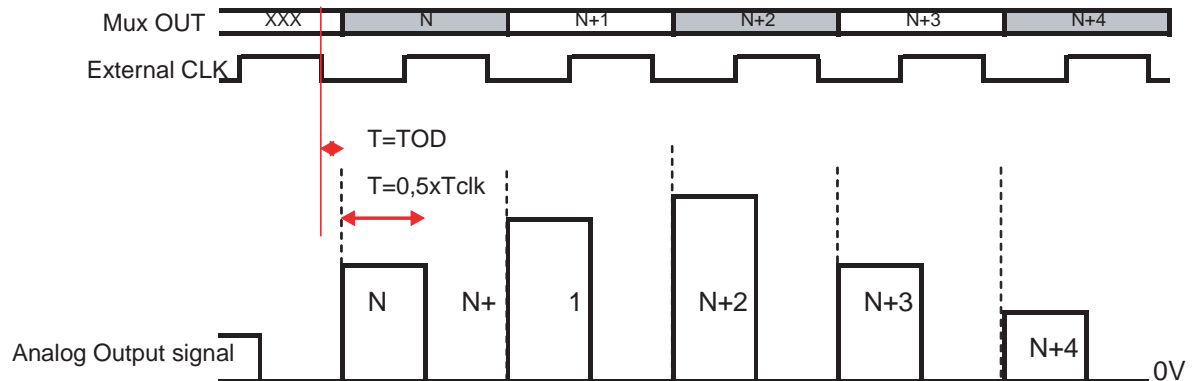 Mux OUT XXX N N+1 N+2 N+3 N+4
External CLK
T=TOD
T=0,5xTclk
N N+ 1 N+2 N+3 N+4
Analog Output signal 0V